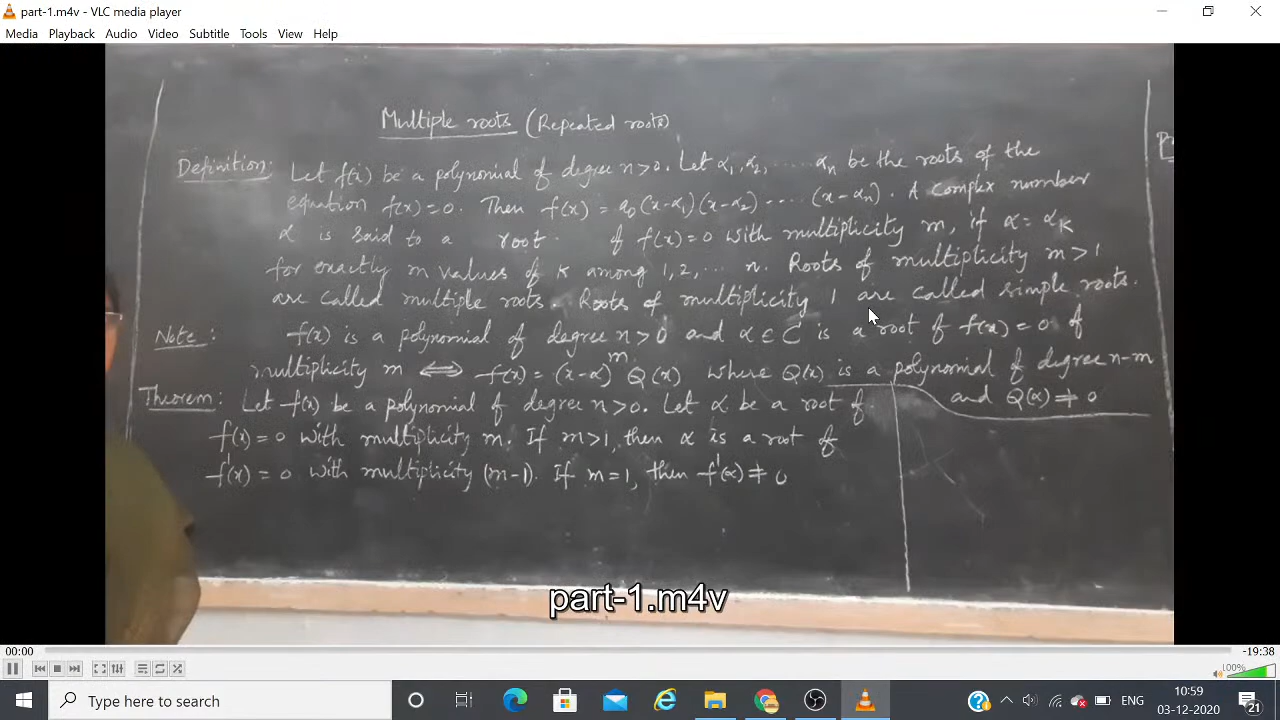 part-1.m4v - VLC media player
Media Playback Audio Video Subtitle Tools View Help
Multiple roots (Repeated roots)
Definition: Let f(x) be a polynomial of degree n>0. Let α₁, α₂, ..... αₙ be the roots of the
equation f(x)=0. Then f(x) = a₀(x-α₁)(x-α₂)-....(x-αₙ). A complex number
α is said to a root of f(x)=0 with multiplicity m, if α = αₖ
for exactly m values of k among 1,2,... n. Roots of multiplicity m>1
are called multiple roots. Roots of multiplicity 1 are called simple roots.
Note: f(x) is a polynomial of degree n>0 and α ∈ C is a root of f(x)=0 of
multiplicity m ⟺ f(x) = (x-α)ᵐ Q(x) where Q(x) is a polynomial of degree n-m
and Q(α) ≠ 0
Theorem: Let f(x) be a polynomial of degree n>0. Let α be a root of
f(x)=0 with multiplicity m. If m>1, then α is a root of
f'(x)=0 with multiplicity (m-1). If m=1, then f'(α) ≠ 0
part-1.m4v
00:00
-19:38
100%
Type here to search
ENG
10:59
03-12-2020
21